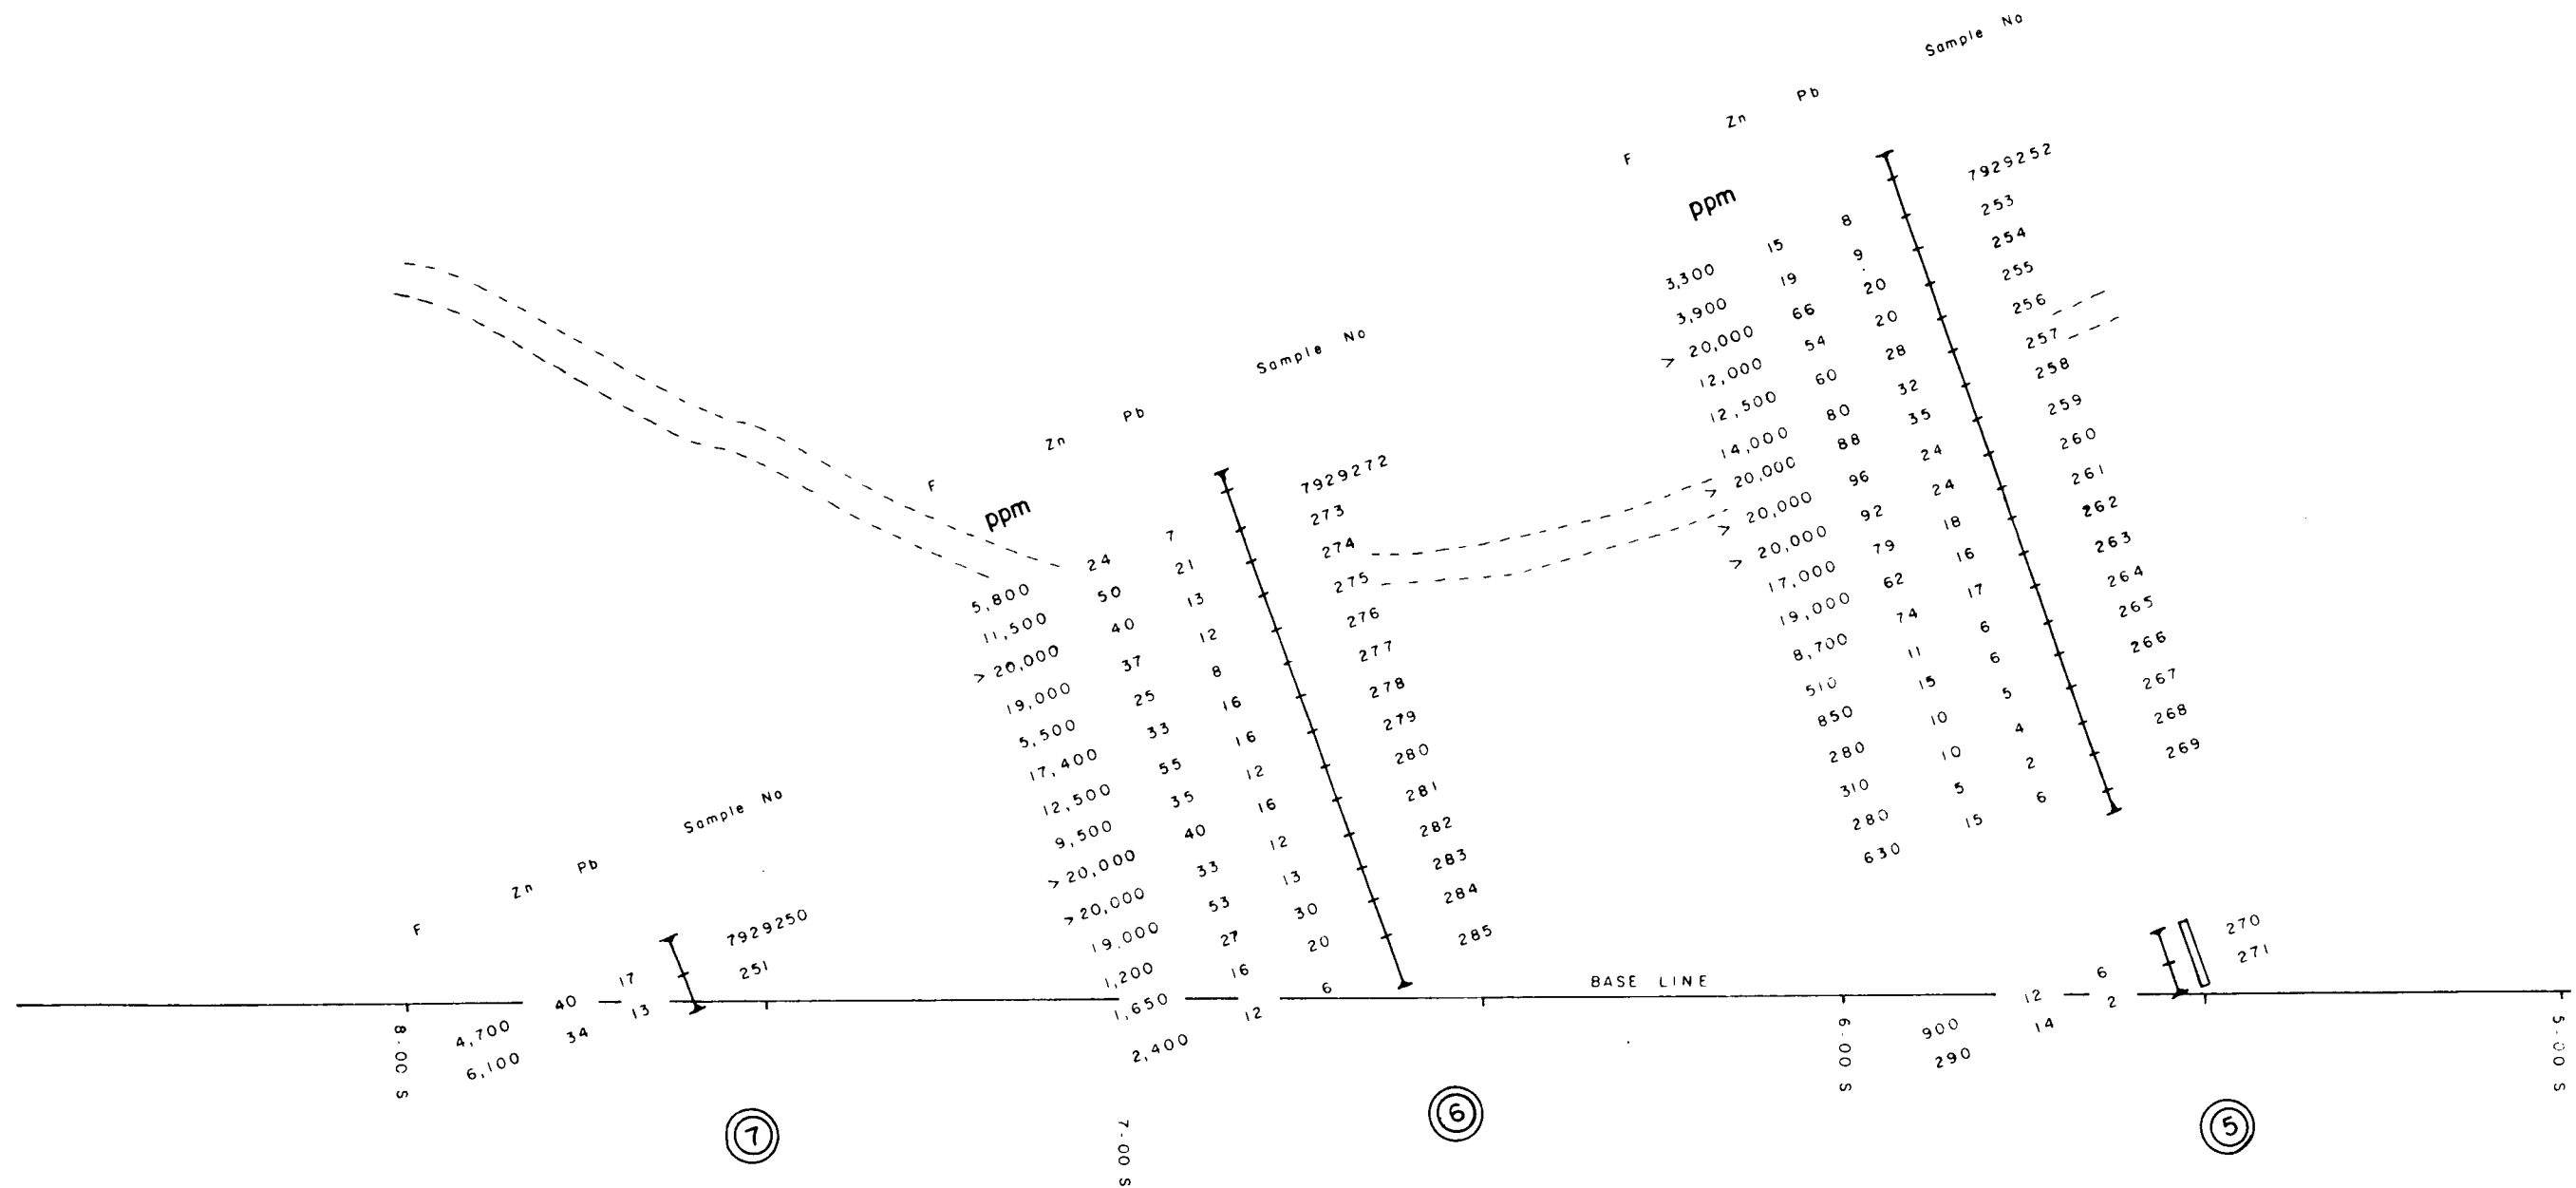 F Zn Pb Sample No
4,700 40 17 7929250
6,100 34 13 251
F Zn Pb Sample No
ppm
5,800 24 7 7929272
11,500 50 21 273
> 20,000 40 13 274
19,000 37 12 275
5,500 25 8 276
17,400 33 16 277
12,500 55 16 278
9,500 35 12 279
> 20,000 40 16 280
> 20,000 33 12 281
19,000 53 13 282
1,200 27 30 283
1,650 16 20 284
2,400 12 6 285
F Zn Pb Sample No
ppm
3,300 15 8 7929252
3,900 19 9 253
> 20,000 66 20 254
12,000 54 20 255
12,500 60 28 256
14,000 80 32 257
> 20,000 88 35 258
> 20,000 96 24 259
> 20,000 92 24 260
17,000 79 18 261
19,000 62 16 262
8,700 74 17 263
510 11 6 264
850 15 6 265
280 10 5 266
310 10 4 267
280 5 2 268
630 15 6 269
900 12 6 270
290 14 2 271
BASE LINE
8-00 S
7-00 S
6-00 S
5-00 S
7
6
5